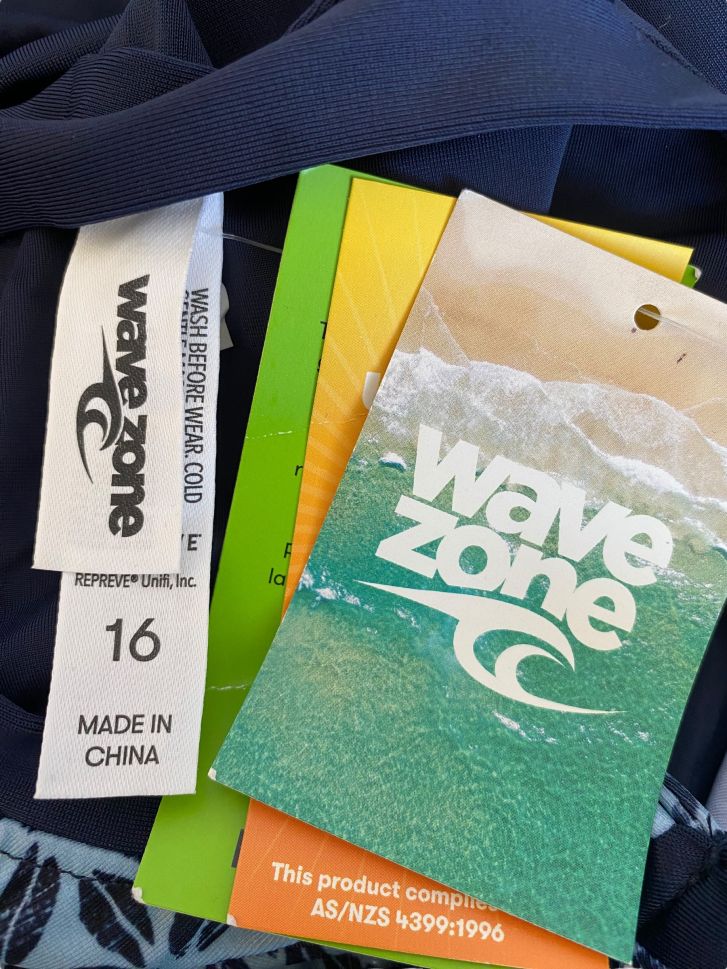 wave zone
WASH BEFORE WEAR. COLD
REPREVE® Unifi, Inc.
16
MADE IN
CHINA
wave
zone
This product complies
AS/NZS 4399:1996